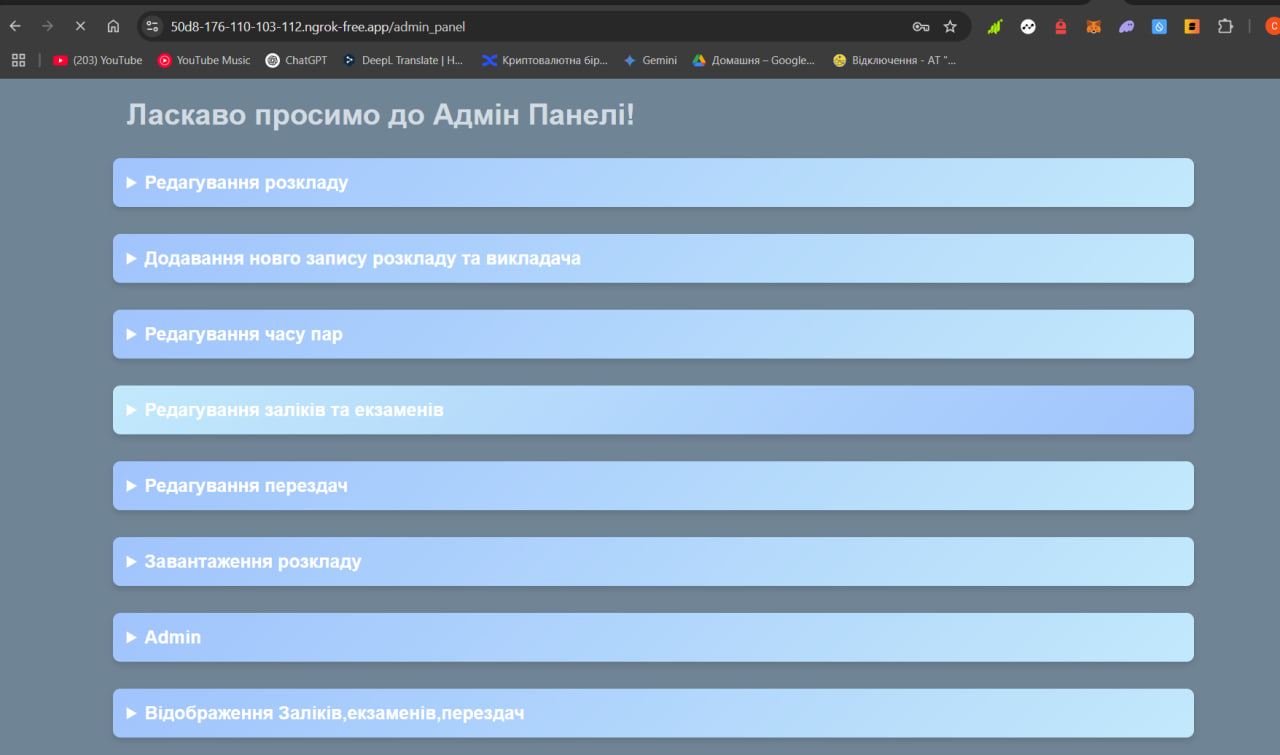 50d8-176-110-103-112.ngrok-free.app/admin_panel
(203) YouTube
YouTube Music
ChatGPT
DeepL Translate | Н...
Криптовалютна бір...
Gemini
Домашня – Google...
Відключення - АТ "...
Ласкаво просимо до Адмін Панелі!
Редагування розкладу
Додавання новго запису розкладу та викладача
Редагування часу пар
Редагування заліків та екзаменів
Редагування перездач
Завантаження розкладу
Admin
Відображення Заліків,екзаменів,перездач